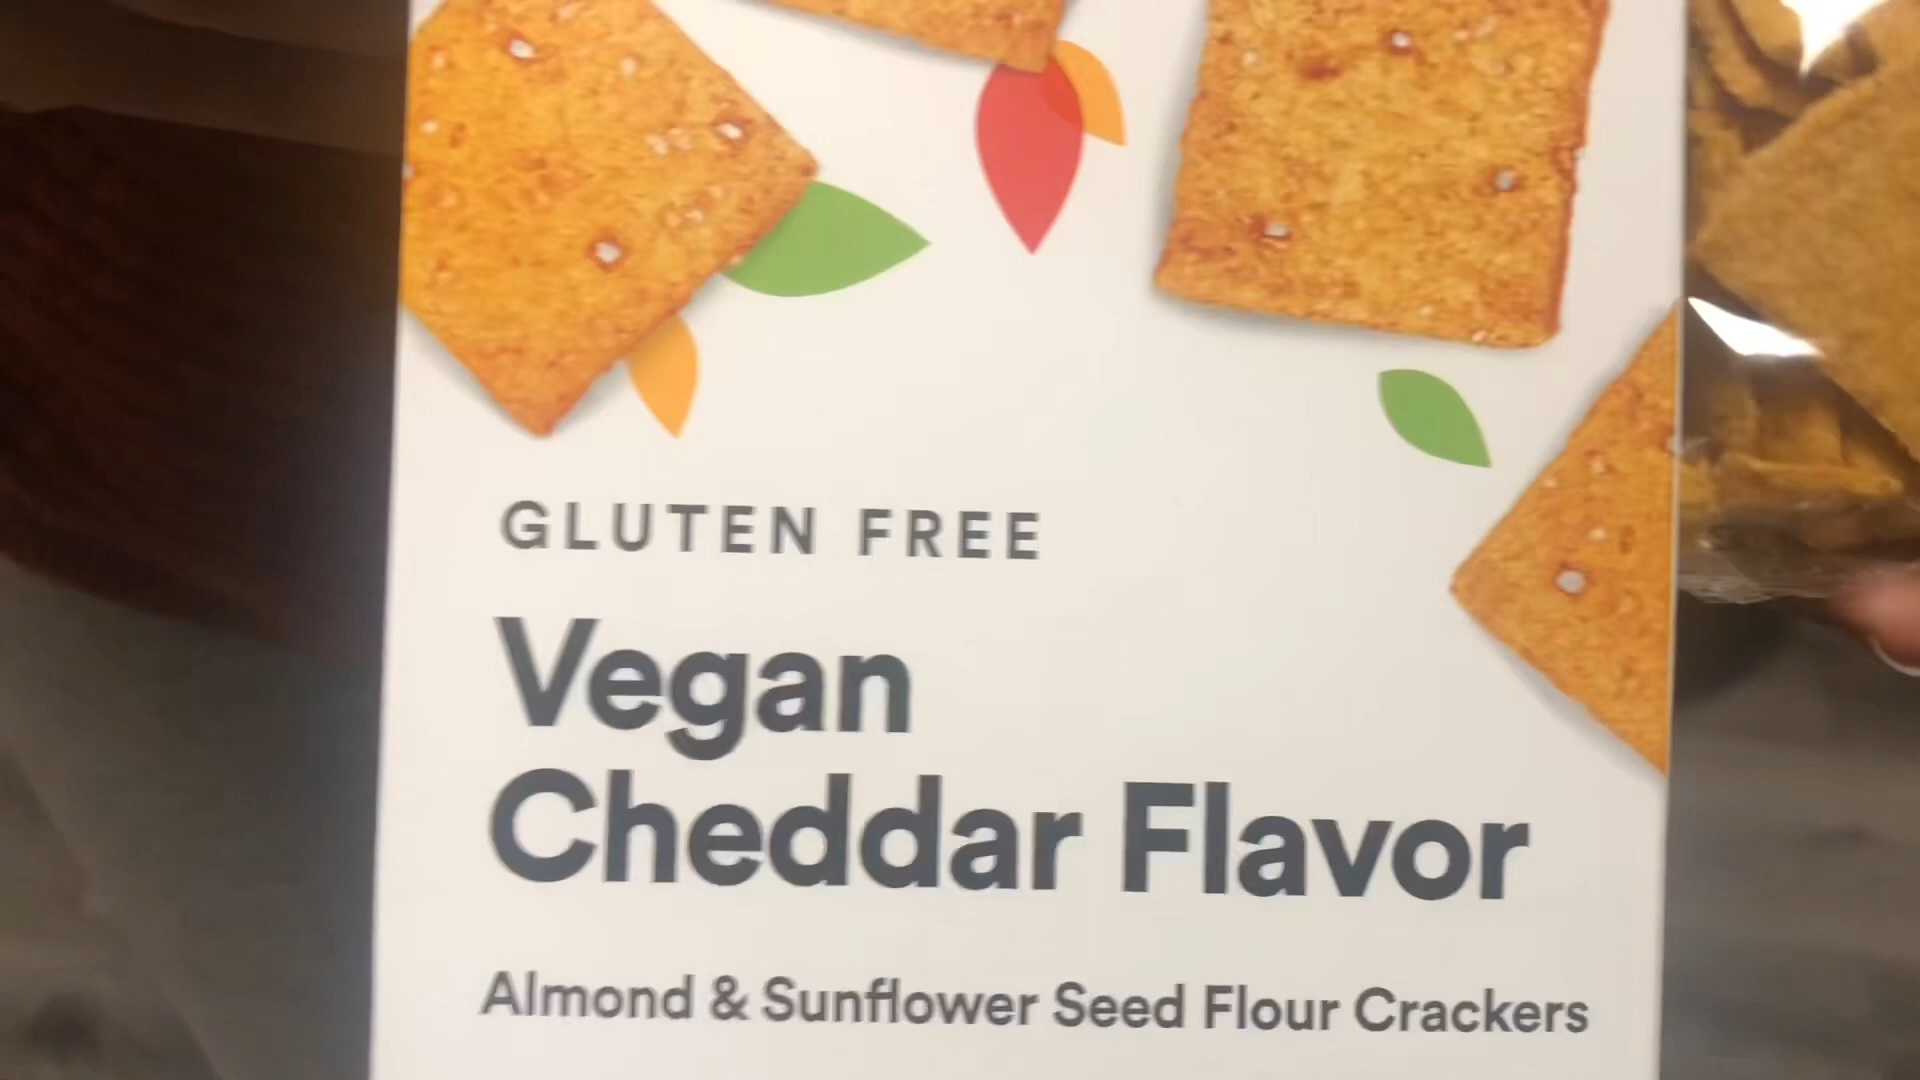 GLUTEN FREE
Vegan
Cheddar Flavor
Almond & Sunflower Seed Flour Crackers